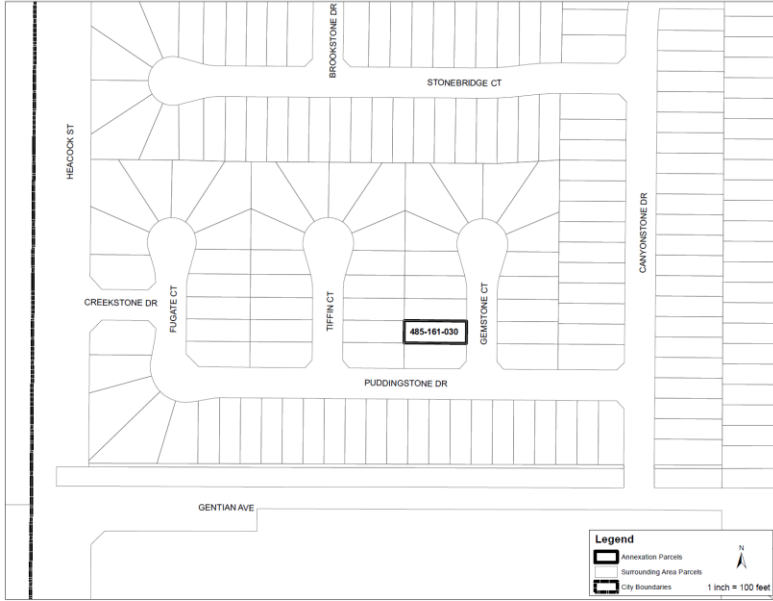 BROOKSTONE DR
STONEBRIDGE CT
HEACOCK ST
CANYONSTONE DR
CREEKSTONE DR
FUGATE CT
TIFFIN CT
485-161-030
GEMSTONE CT
PUDDINGSTONE DR
GENTIAN AVE
Legend
Annexation Parcels
Surrounding Area Parcels
City Boundaries
N
1 inch = 100 feet